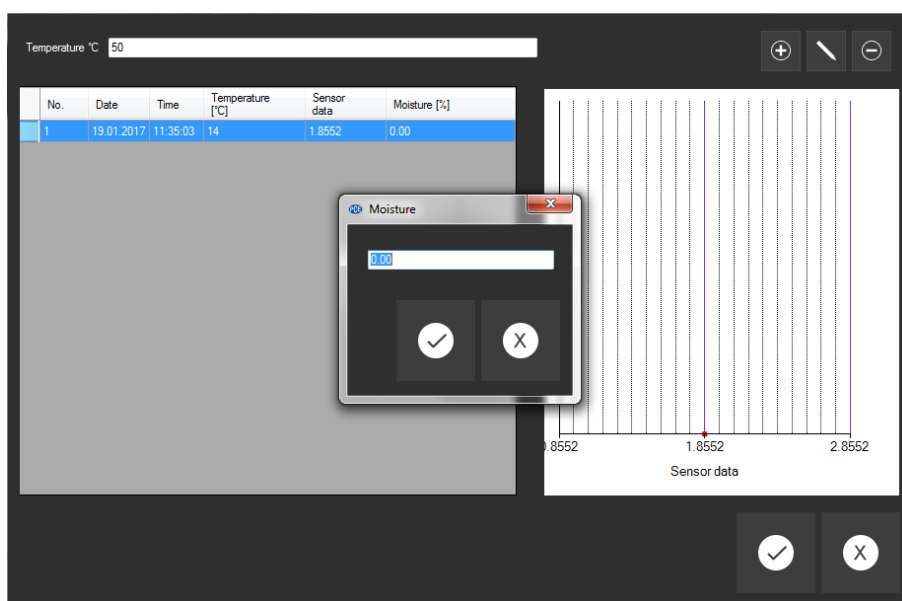 Temperature °C 50
No. Date Time Temperature [°C] Sensor data Moisture [%]
1 19.01.2017 11:35:03 14 1.8552 0.00
Moisture
0.00
X
.8552 1.8552 2.8552
Sensor data
X